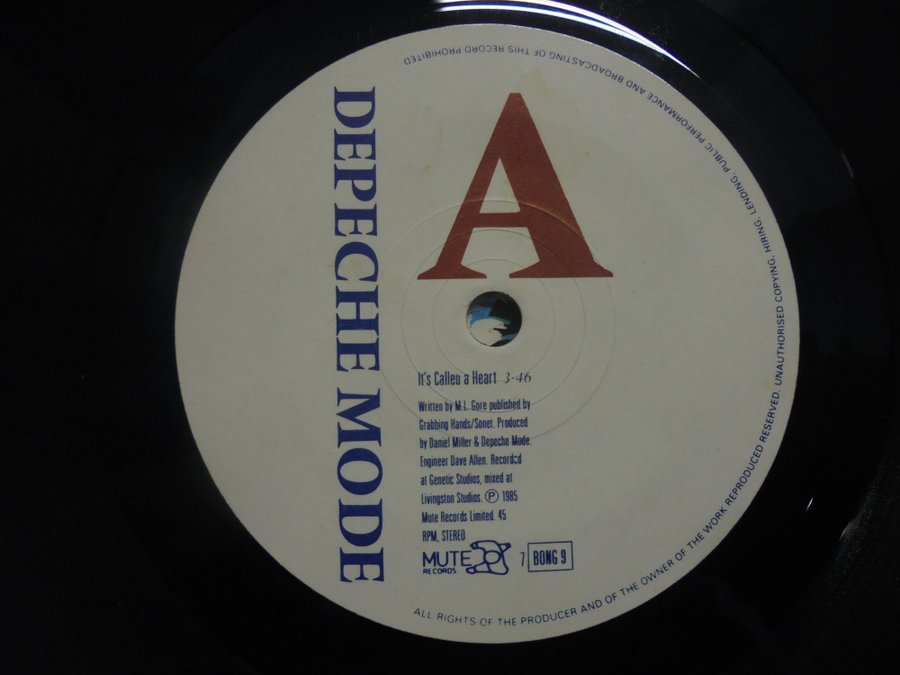 DEPECHE MODE
A
It's Called a Heart 3·46
Written by M.L. Gore published by
Grabbing Hands/Sonet. Produced
by Daniel Miller & Depeche Mode.
Engineer Dave Allen. Recorded
at Genetic Studios, mixed at
Livingston Studios. ℗ 1985
Mute Records Limited. 45
RPM, STEREO
MUTE RECORDS 7 BONG 9
ALL RIGHTS OF THE PRODUCER AND OF THE OWNER OF THE WORK REPRODUCED RESERVED. UNAUTHORISED COPYING, HIRING, LENDING, PUBLIC PERFORMANCE AND BROADCASTING OF THIS RECORD PROHIBITED